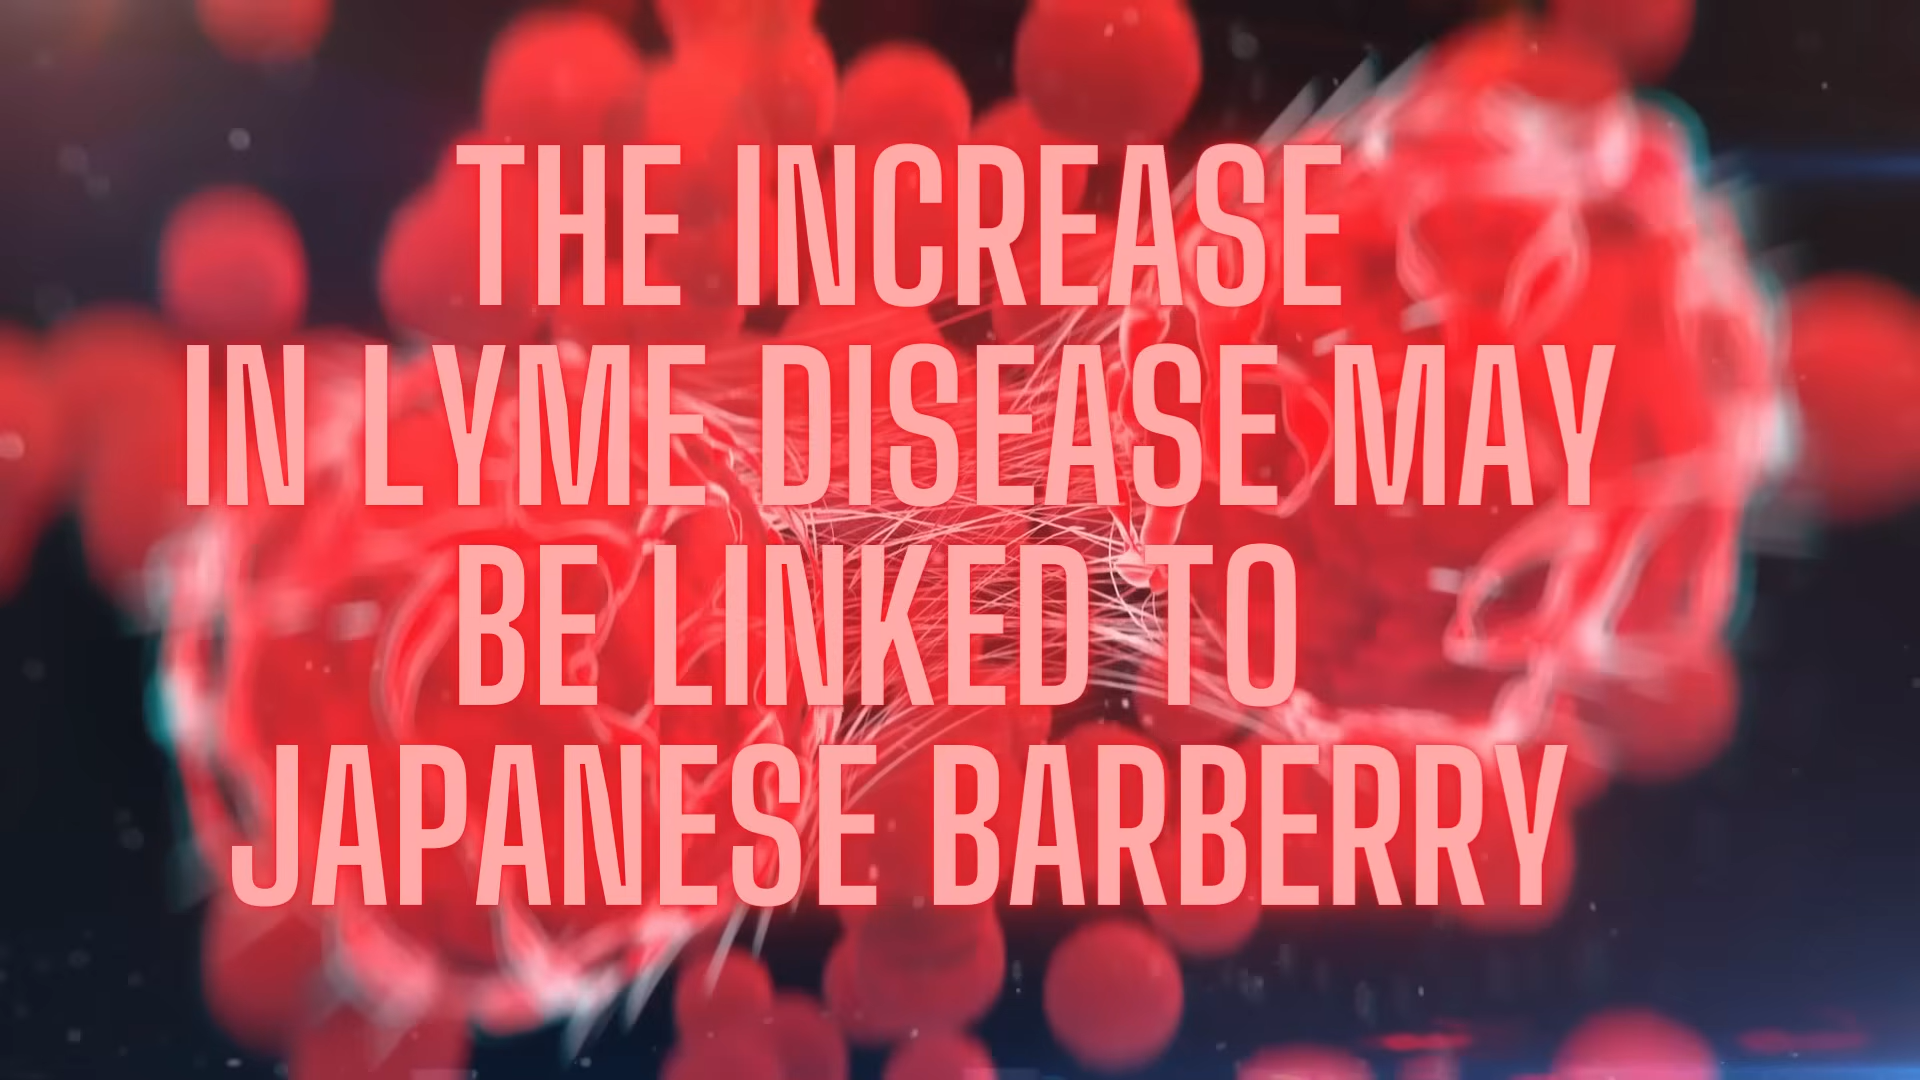 THE INCREASE
IN LYME DISEASE MAY
BE LINKED TO
JAPANESE BARBERRY